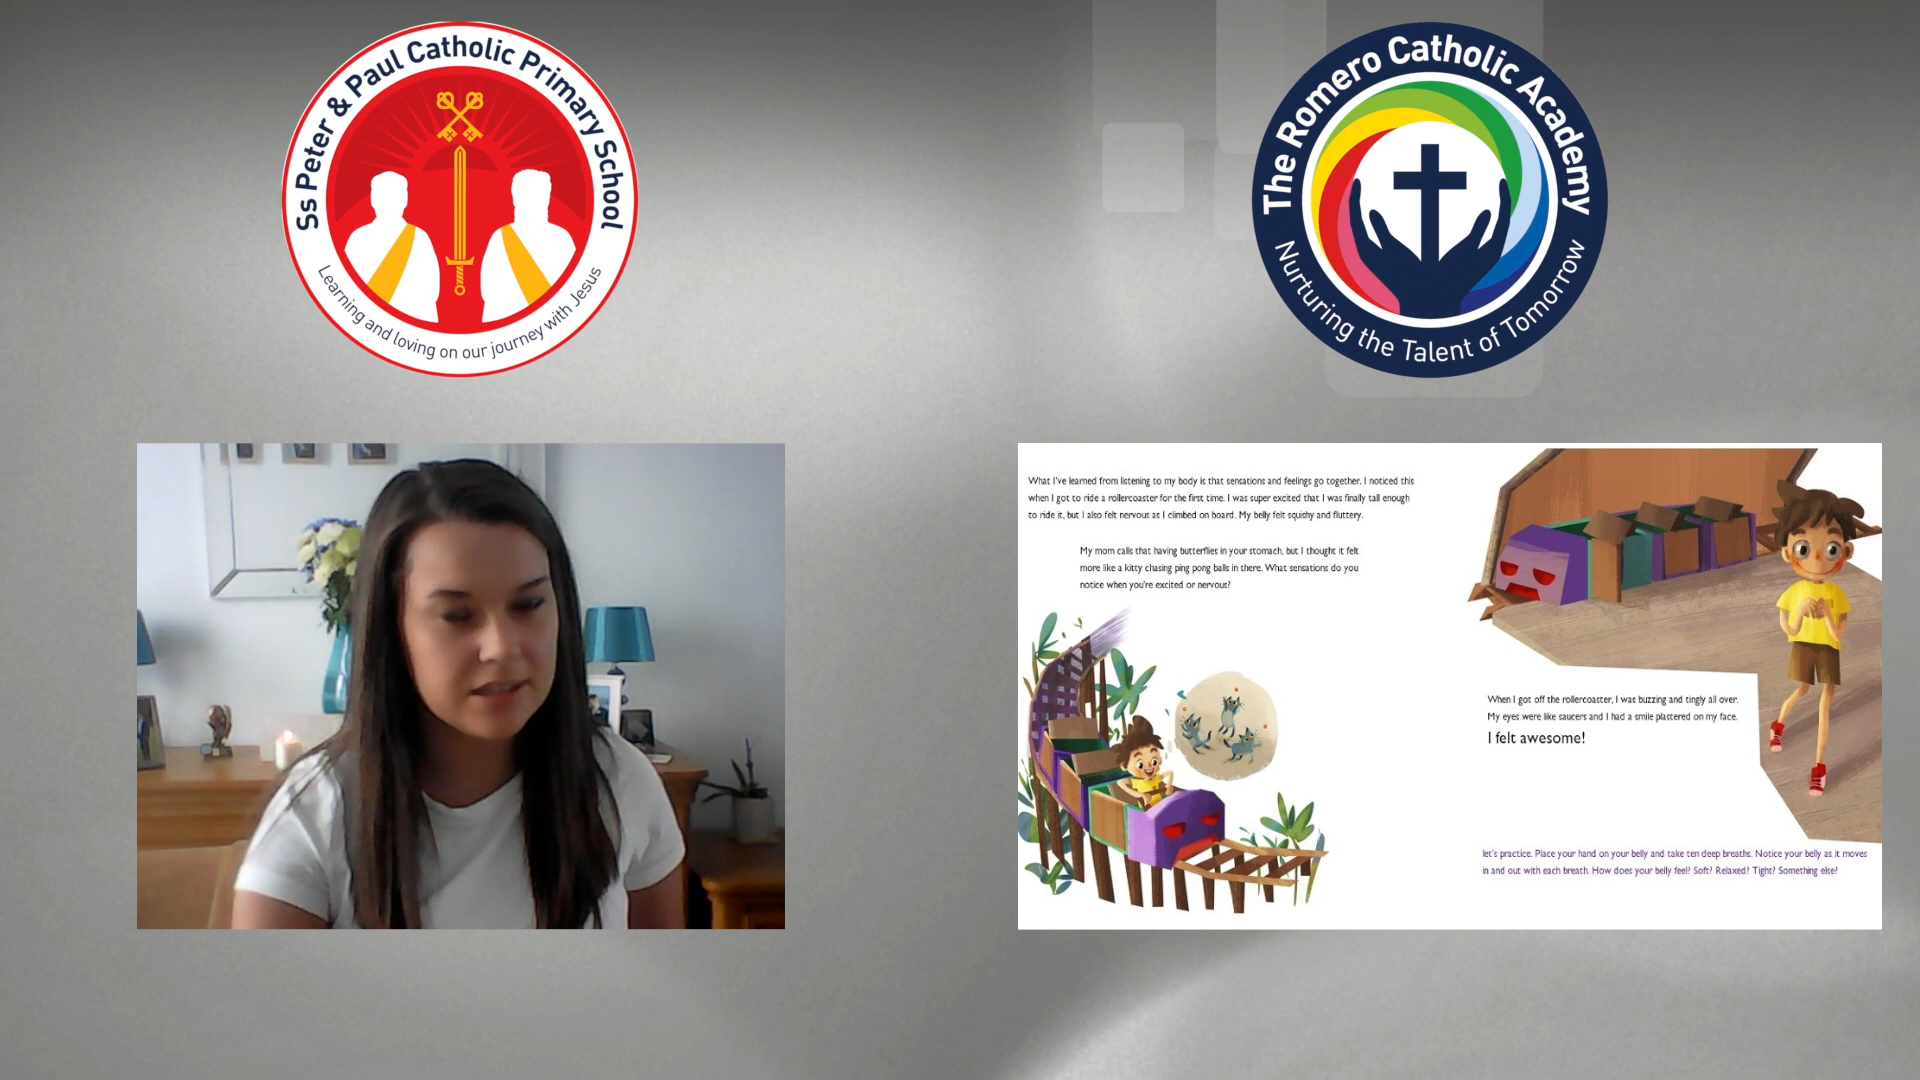 Ss Peter & Paul Catholic Primary School
Learning and loving on our journey with Jesus
The Romero Catholic Academy
Nurturing the Talent of Tomorrow
What I've learned from listening to my body is that sensations and feelings go together. I noticed this
when I got to ride a rollercoaster for the first time. I was super excited that I was finally tall enough
to ride it, but I also felt nervous as I climbed on board. My belly felt squishy and fluttery.
My mom calls that having butterflies in your stomach, but I thought it felt
more like a kitty chasing ping pong balls in there. What sensations do you
notice when you're excited or nervous?
When I got off the rollercoaster, I was buzzing and tingly all over.
My eyes were like saucers and I had a smile plastered on my face.
I felt awesome!
let's practice. Place your hand on your belly and take ten deep breaths. Notice your belly as it moves
in and out with each breath. How does your belly feel? Soft? Relaxed? Tight? Something else?